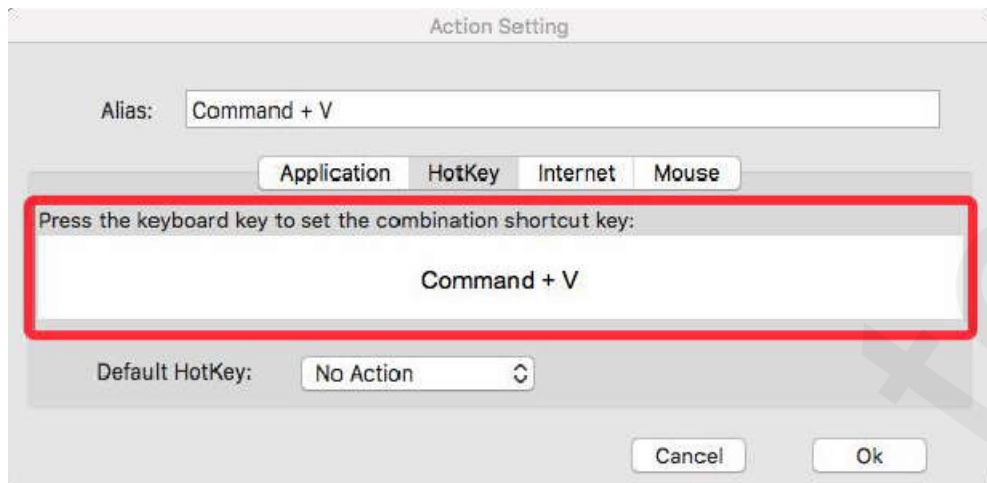 Action Setting
Alias: Command + V
Application HotKey Internet Mouse
Press the keyboard key to set the combination shortcut key:
Command + V
Default HotKey: No Action
Cancel Ok